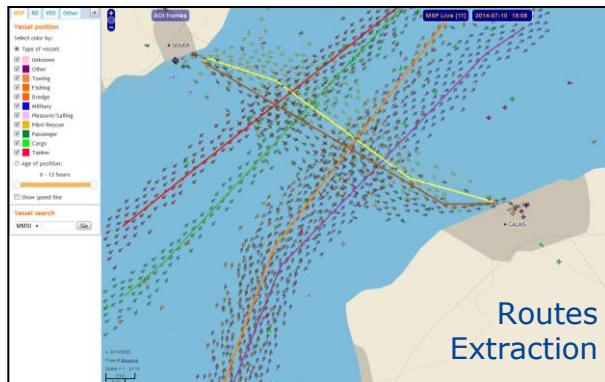 MSP RD VDS Other
Vessel position
Select color by:
Type of vessel:
Unknown
Other
Towing
Fishing
Dredge
Military
Pleasure/Sailing
Pilot/Rescue
Passenger
Cargo
Tanker
Age of position:
0 - 12 hours
Show speed line
Vessel search
MMSI Go
AOI frames
MSP Live [11] 2014-07-10
DOVER
CALAIS
Routes
Extraction